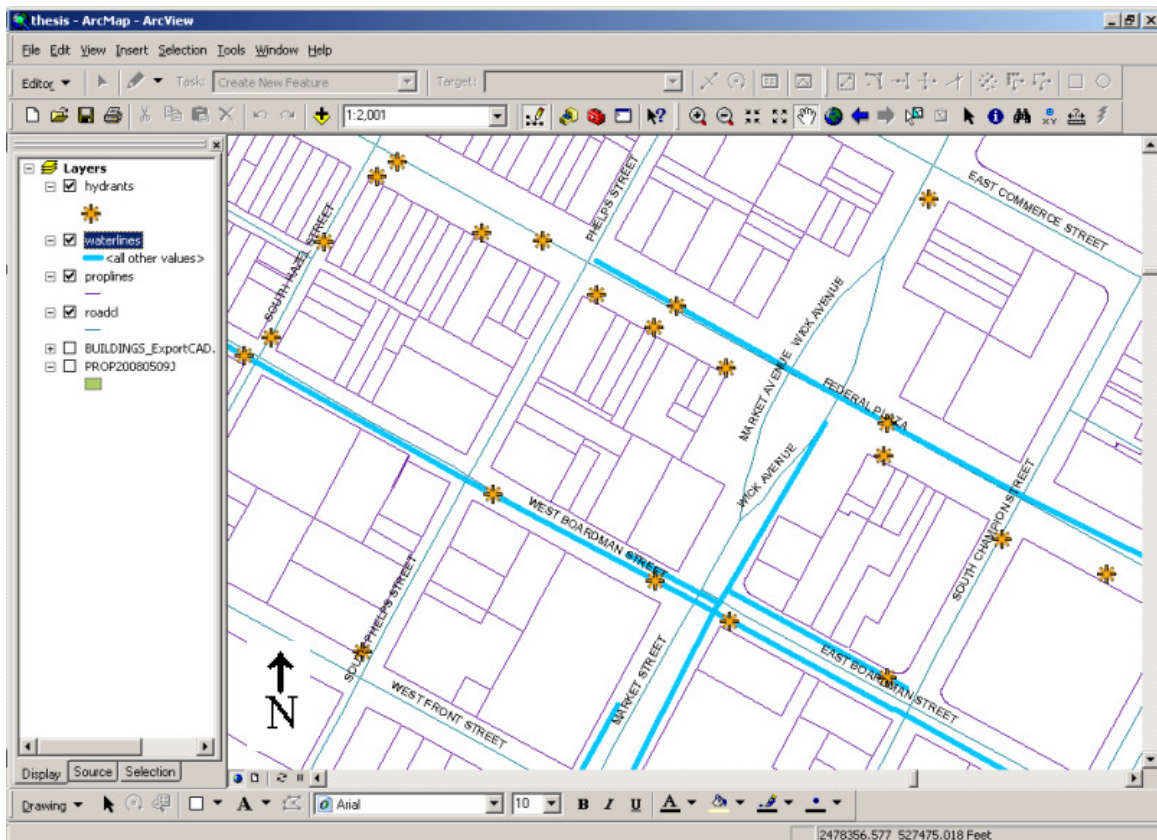 thesis - ArcMap - ArcView
File Edit View Insert Selection Tools Window Help
Editor Task: Create New Feature Target:
1:2,001
Layers
hydrants
waterlines
<all other values>
proplines
roadcl
BUILDINGS_ExportCAD.
PROP20080509J
Display Source Selection
EAST COMMERCE STREET
PHELPS STREET
SOUTH HAZEL STREET
MARKET AVENUE WICK AVENUE
FEDERAL PLAZA
WICK AVENUE
WEST BOARDMAN STREET
SOUTH CHAMPION STREET
SOUTH PHELPS STREET
MARKET STREET
EAST BOARDMAN STREET
WEST FRONT STREET
N
Drawing A Arial 10 B I U A
2478356.577 527475.018 Feet